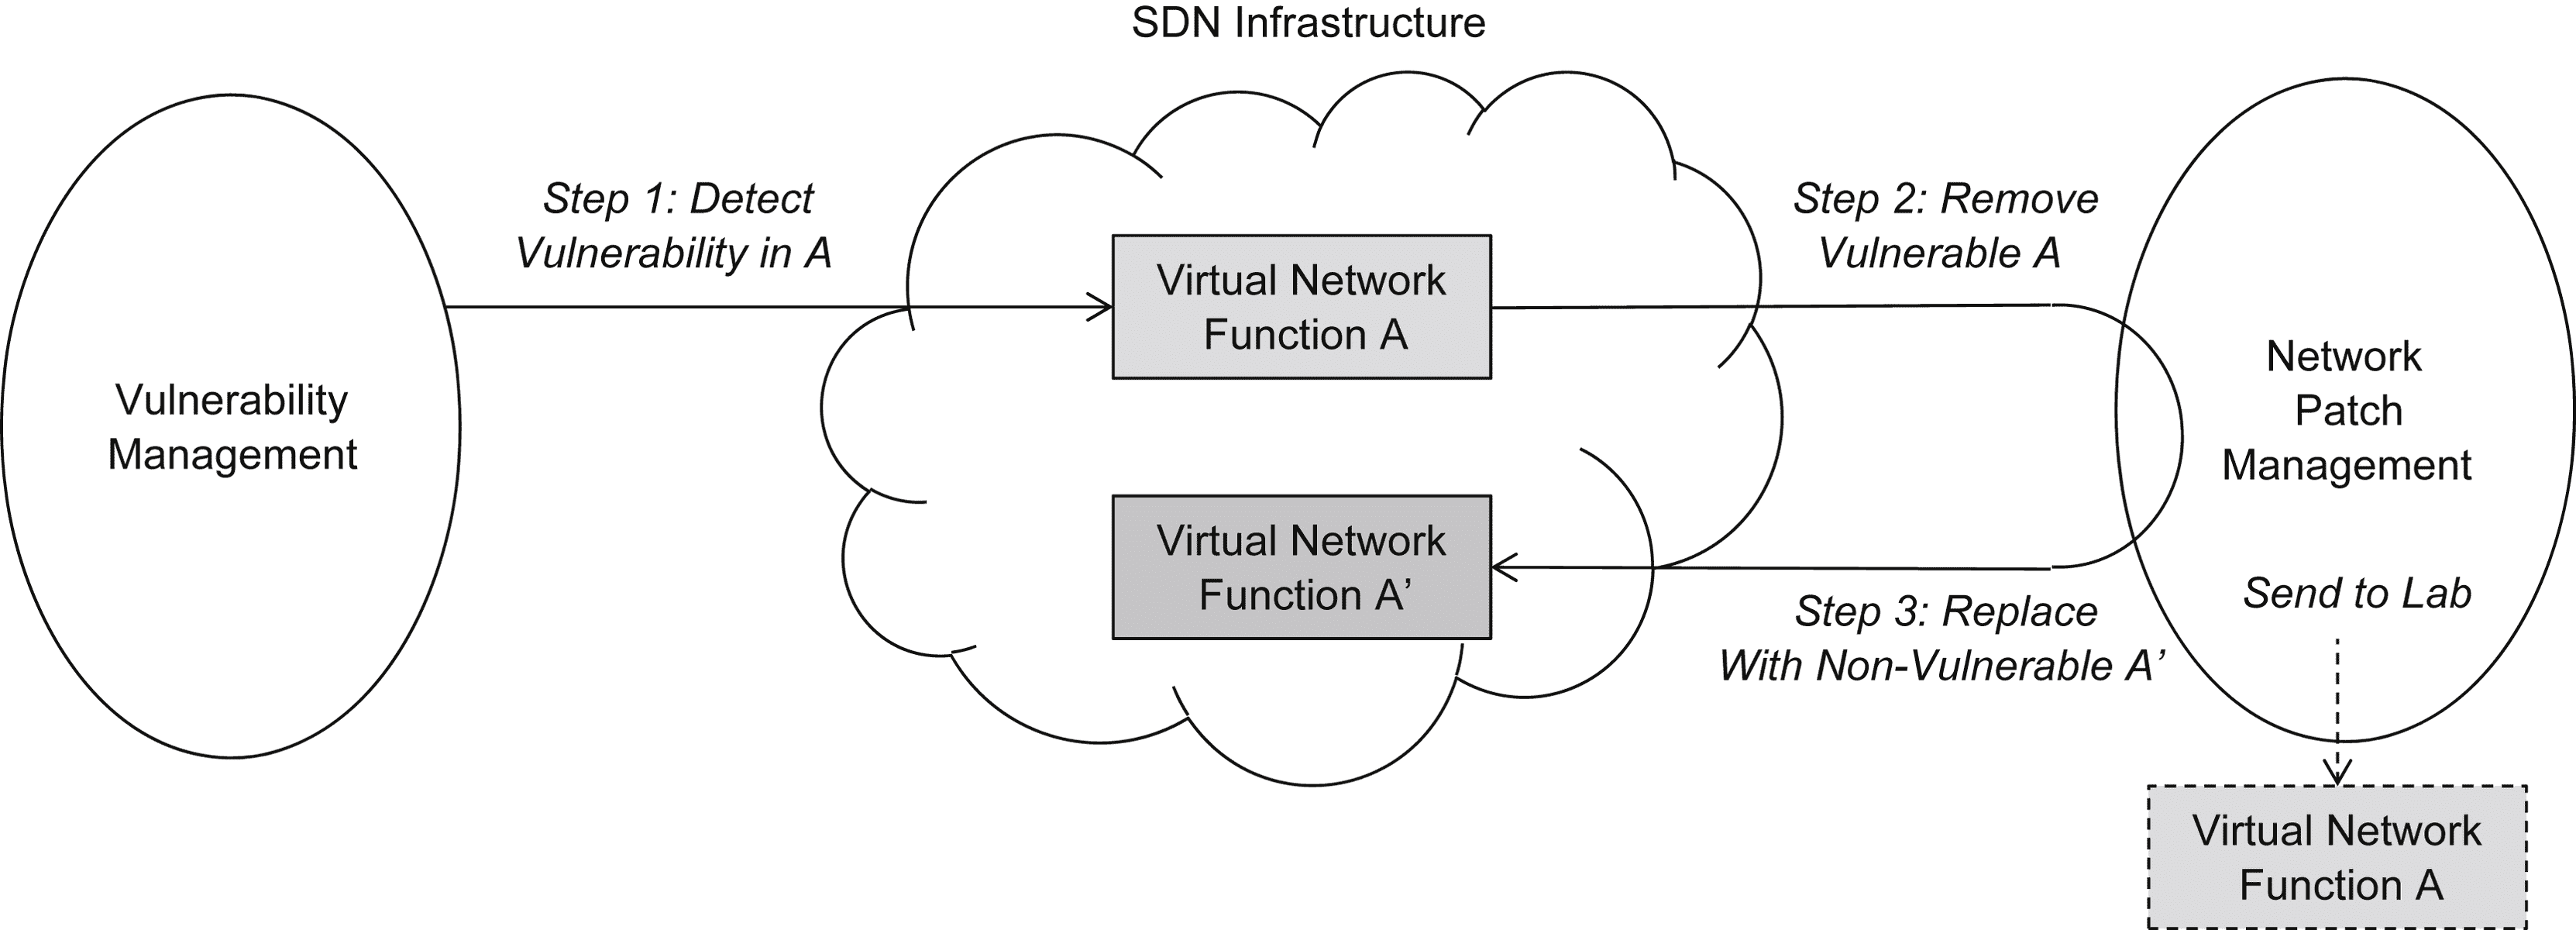 SDN Infrastructure
Step 1: Detect
Vulnerability in A
Step 2: Remove
Vulnerable A
Virtual Network
Function A
Vulnerability
Management
Network
Patch
Management
Virtual Network
Function A’
Step 3: Replace
With Non-Vulnerable A’
Send to Lab
Virtual Network
Function A